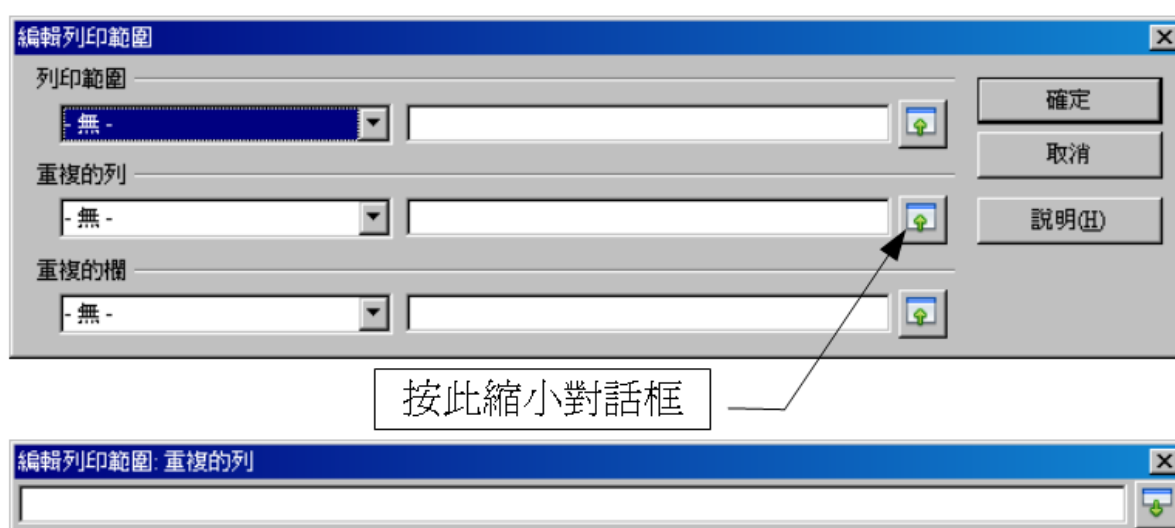 編輯列印範圍
列印範圍
- 無 -
確定
取消
重複的列
- 無 -
說明(H)
重複的欄
- 無 -
按此縮小對話框
編輯列印範圍: 重複的列